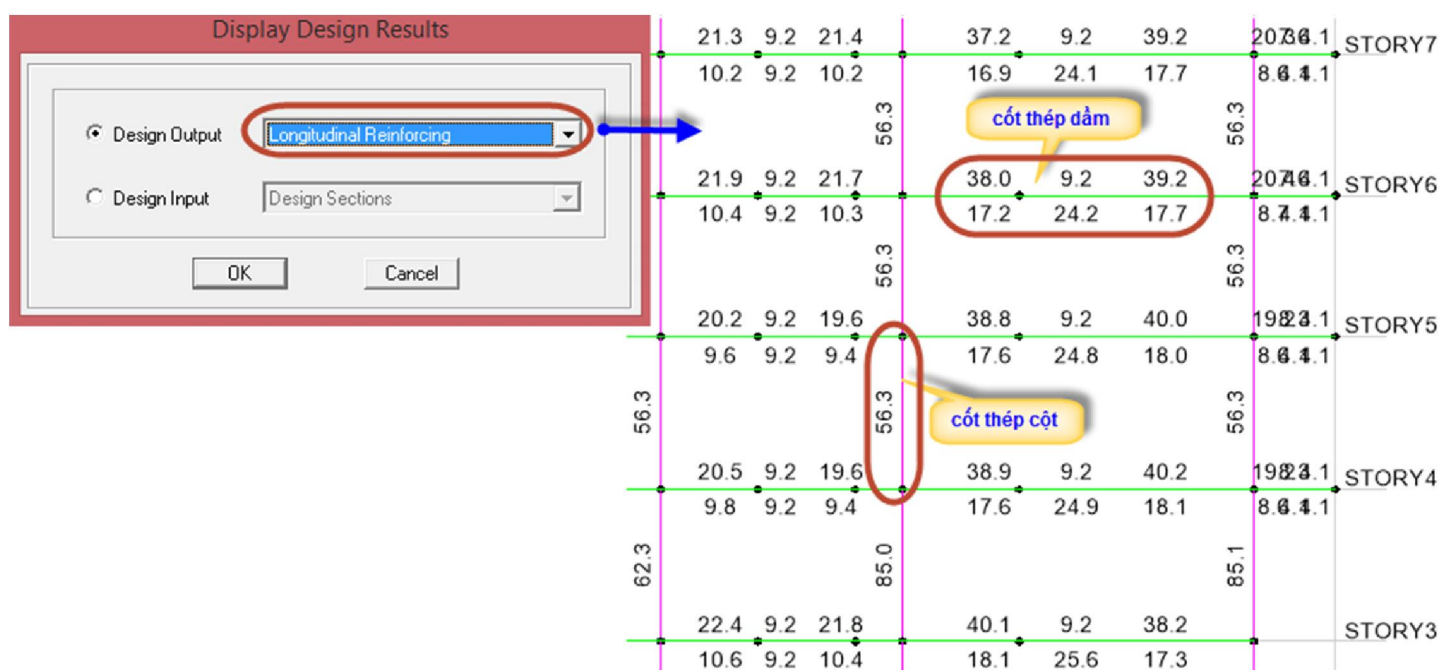 Display Design Results
Design Output
Longitudinal Reinforcing
Design Input
Design Sections
OK
Cancel
21.3 9.2 21.4 37.2 9.2 39.2
STORY7
10.2 9.2 10.2 16.9 24.1 17.7
56.3
cốt thép dầm
56.3
21.9 9.2 21.7 38.0 9.2 39.2
STORY6
10.4 9.2 10.3 17.2 24.2 17.7
56.3
56.3
20.2 9.2 19.6 38.8 9.2 40.0
STORY5
9.6 9.2 9.4 17.6 24.8 18.0
56.3
56.3
cốt thép cột
56.3
20.5 9.2 19.6 38.9 9.2 40.2
STORY4
9.8 9.2 9.4 17.6 24.9 18.1
62.3
85.0
85.1
22.4 9.2 21.8 40.1 9.2 38.2
STORY3
10.6 9.2 10.4 18.1 25.6 17.3